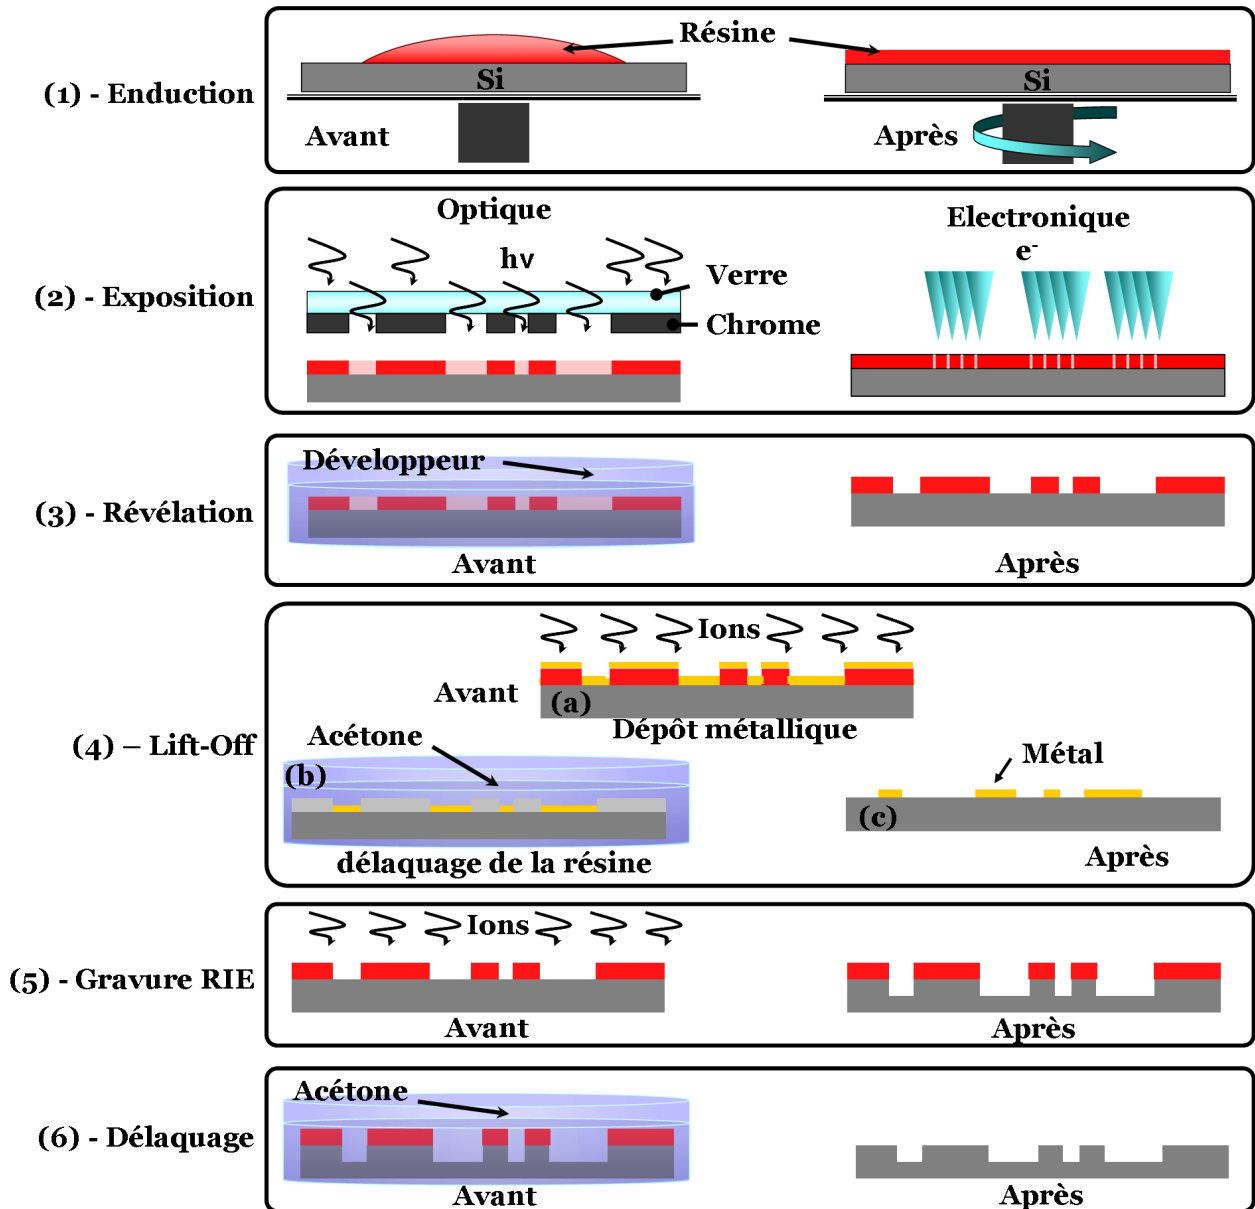 (1) - Enduction
Résine
Si
Si
Avant
Après
(2) - Exposition
Optique
hν
Verre
Chrome
Electronique
e-
(3) - Révélation
Développeur
Avant
Après
(4) – Lift-Off
Ions
Avant
(a)
Dépôt métallique
Acétone
(b)
délaquage de la résine
Métal
(c)
Après
(5) - Gravure RIE
Ions
Avant
Après
(6) - Délaquage
Acétone
Avant
Après